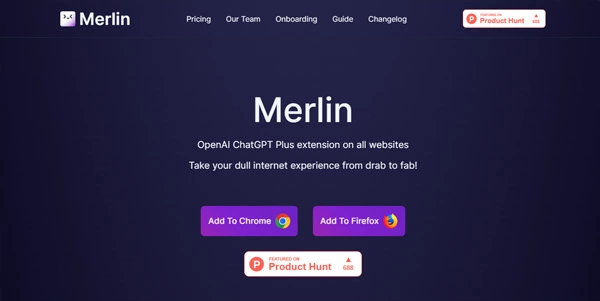 Merlin
Pricing
Our Team
Onboarding
Guide
Changelog
FEATURED ON
Product Hunt
Merlin
OpenAI ChatGPT Plus extension on all websites
Take your dull internet experience from drab to fab!
Add To Chrome
Add To Firefox
FEATURED ON
Product Hunt
688